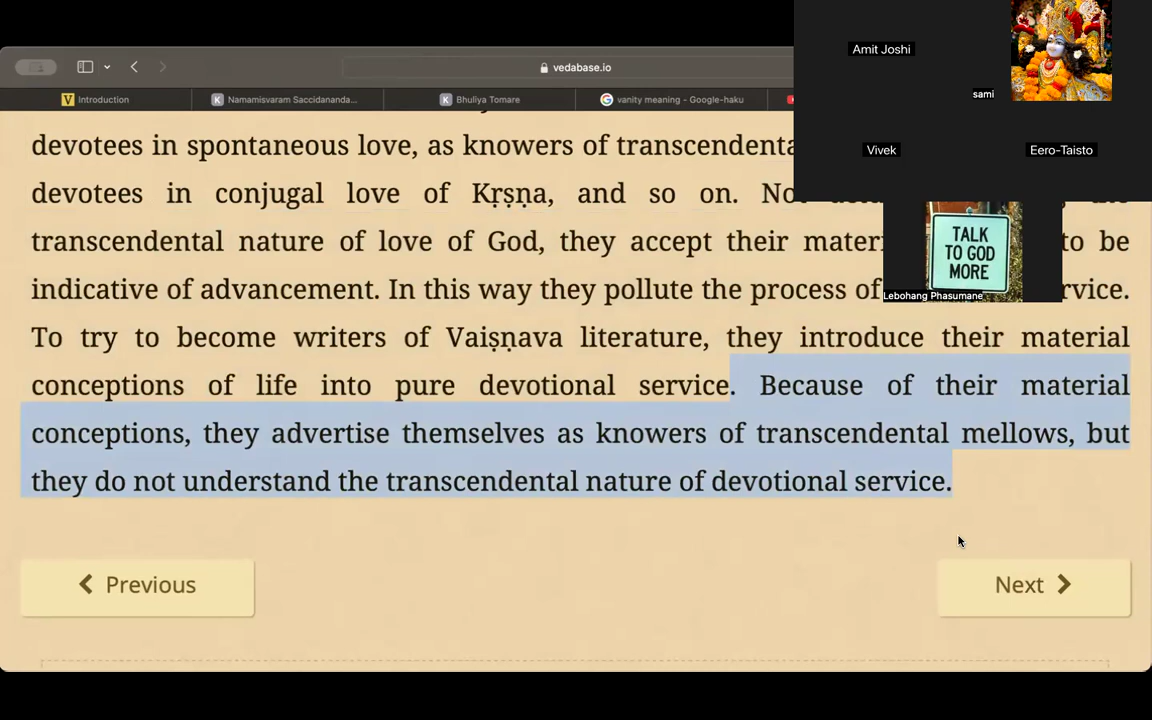 vedabase.io
Introduction
Namamisvaram Saccidananda...
Bhuliya Tomare
vanity meaning - Google-haku
Amit Joshi
sami
Vivek
Eero-Taisto
TALK
TO GOD
MORE
Lebohang Phasumane
devotees in spontaneous love, as knowers of
devotees in conjugal love of Kṛṣṇa, and so on.
transcendental nature of love of God, they accept their to be
indicative of advancement. In this way they pollute the process of
To try to become writers of Vaiṣṇava literature, they introduce their material
conceptions of life into pure devotional service. Because of their material
conceptions, they advertise themselves as knowers of transcendental mellows, but
they do not understand the transcendental nature of devotional service.
Previous
Next